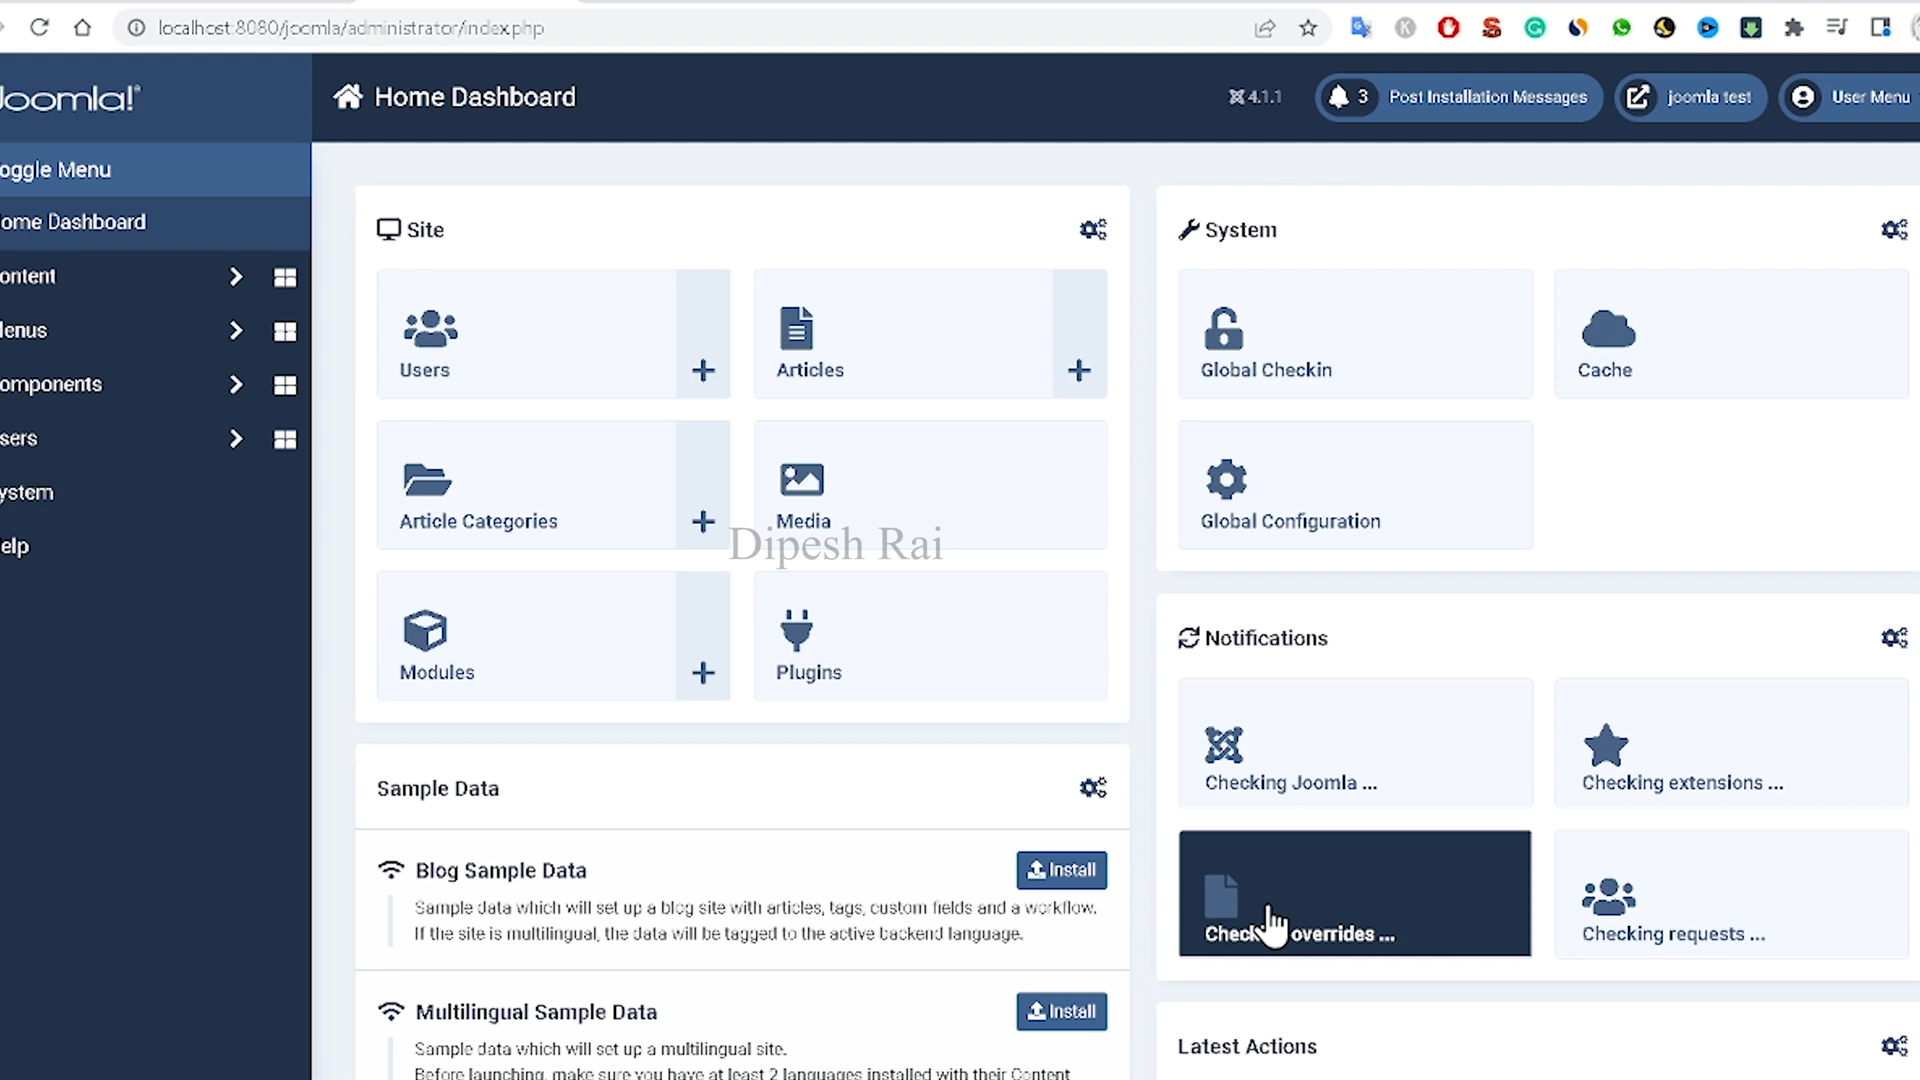 localhost:8080/joomla/administrator/index.php
Joomla!
Home Dashboard
4.1.1
3
Post Installation Messages
joomla test
User Menu
oggle Menu
ome Dashboard
ontent
lenus
omponents
sers
ystem
elp
Site
Users
Articles
Article Categories
Media
Modules
Plugins
Dipesh Rai
System
Global Checkin
Cache
Global Configuration
Notifications
Checking Joomla ...
Checking extensions ...
Check overrides ...
Checking requests ...
Sample Data
Blog Sample Data
Install
Sample data which will set up a blog site with articles, tags, custom fields and a workflow.
If the site is multilingual, the data will be tagged to the active backend language.
Multilingual Sample Data
Install
Sample data which will set up a multilingual site.
Before launching, make sure you have at least 2 languages installed with their Content
Latest Actions